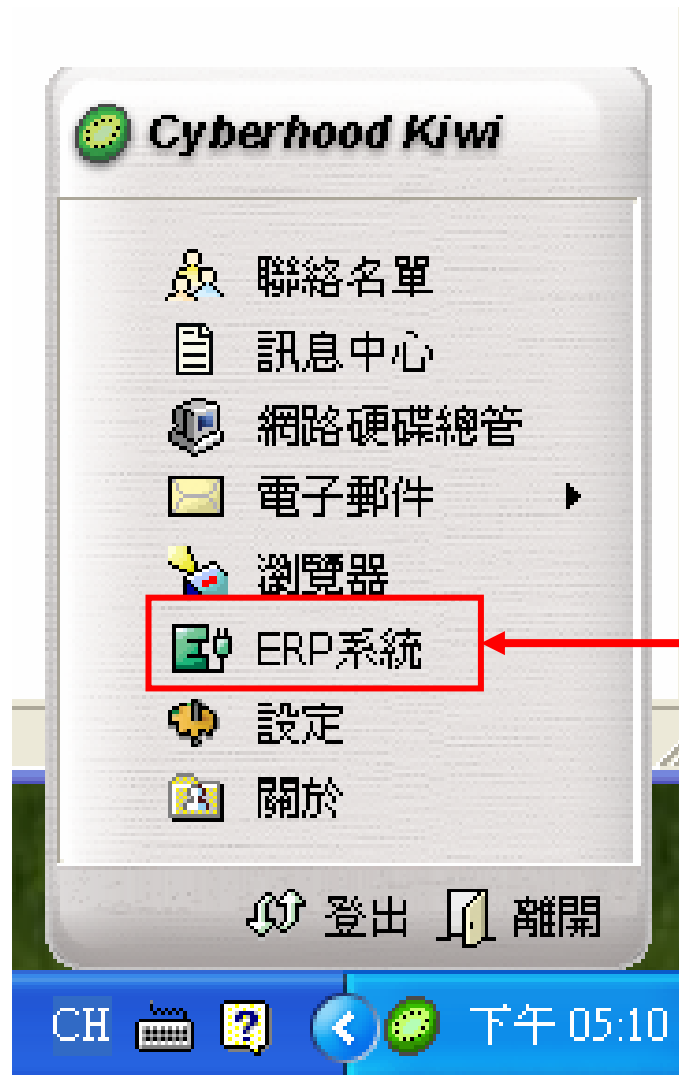 Cyberhood Kiwi
聯絡名單
訊息中心
網路硬碟總管
電子郵件
瀏覽器
ERP系統
設定
關於
登出 離開
CH 下午 05:10